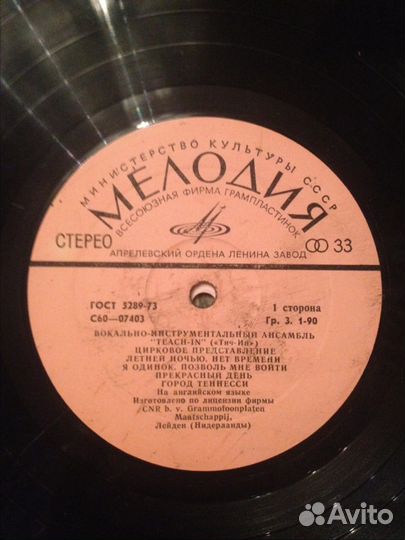 МИНИСТЕРСТВО КУЛЬТУРЫ СССР
МЕЛОДИЯ
ВСЕСОЮЗНАЯ ФИРМА ГРАМПЛАСТИНОК
СТЕРЕО
33
АПРЕЛЕВСКИЙ ОРДЕНА ЛЕНИНА ЗАВОД
ГОСТ 5289-73
С60—07403
1 сторона
Гр. 3. 1-90
ВОКАЛЬНО-ИНСТРУМЕНТАЛЬНЫЙ АНСАМБЛЬ
"TEACH-IN" («Тич-Ин»)
ЦИРКОВОЕ ПРЕДСТАВЛЕНИЕ
ЛЕТНЕЙ НОЧЬЮ. НЕТ ВРЕМЕНИ
Я ОДИНОК. ПОЗВОЛЬ МНЕ ВОЙТИ
ПРЕКРАСНЫЙ ДЕНЬ
ГОРОД ТЕННЕССИ
На английском языке
Изготовлено по лицензии фирмы
CNR b. v. Grammofoonplaten
Maatschappij,
Лейден (Нидерланды)
Avito